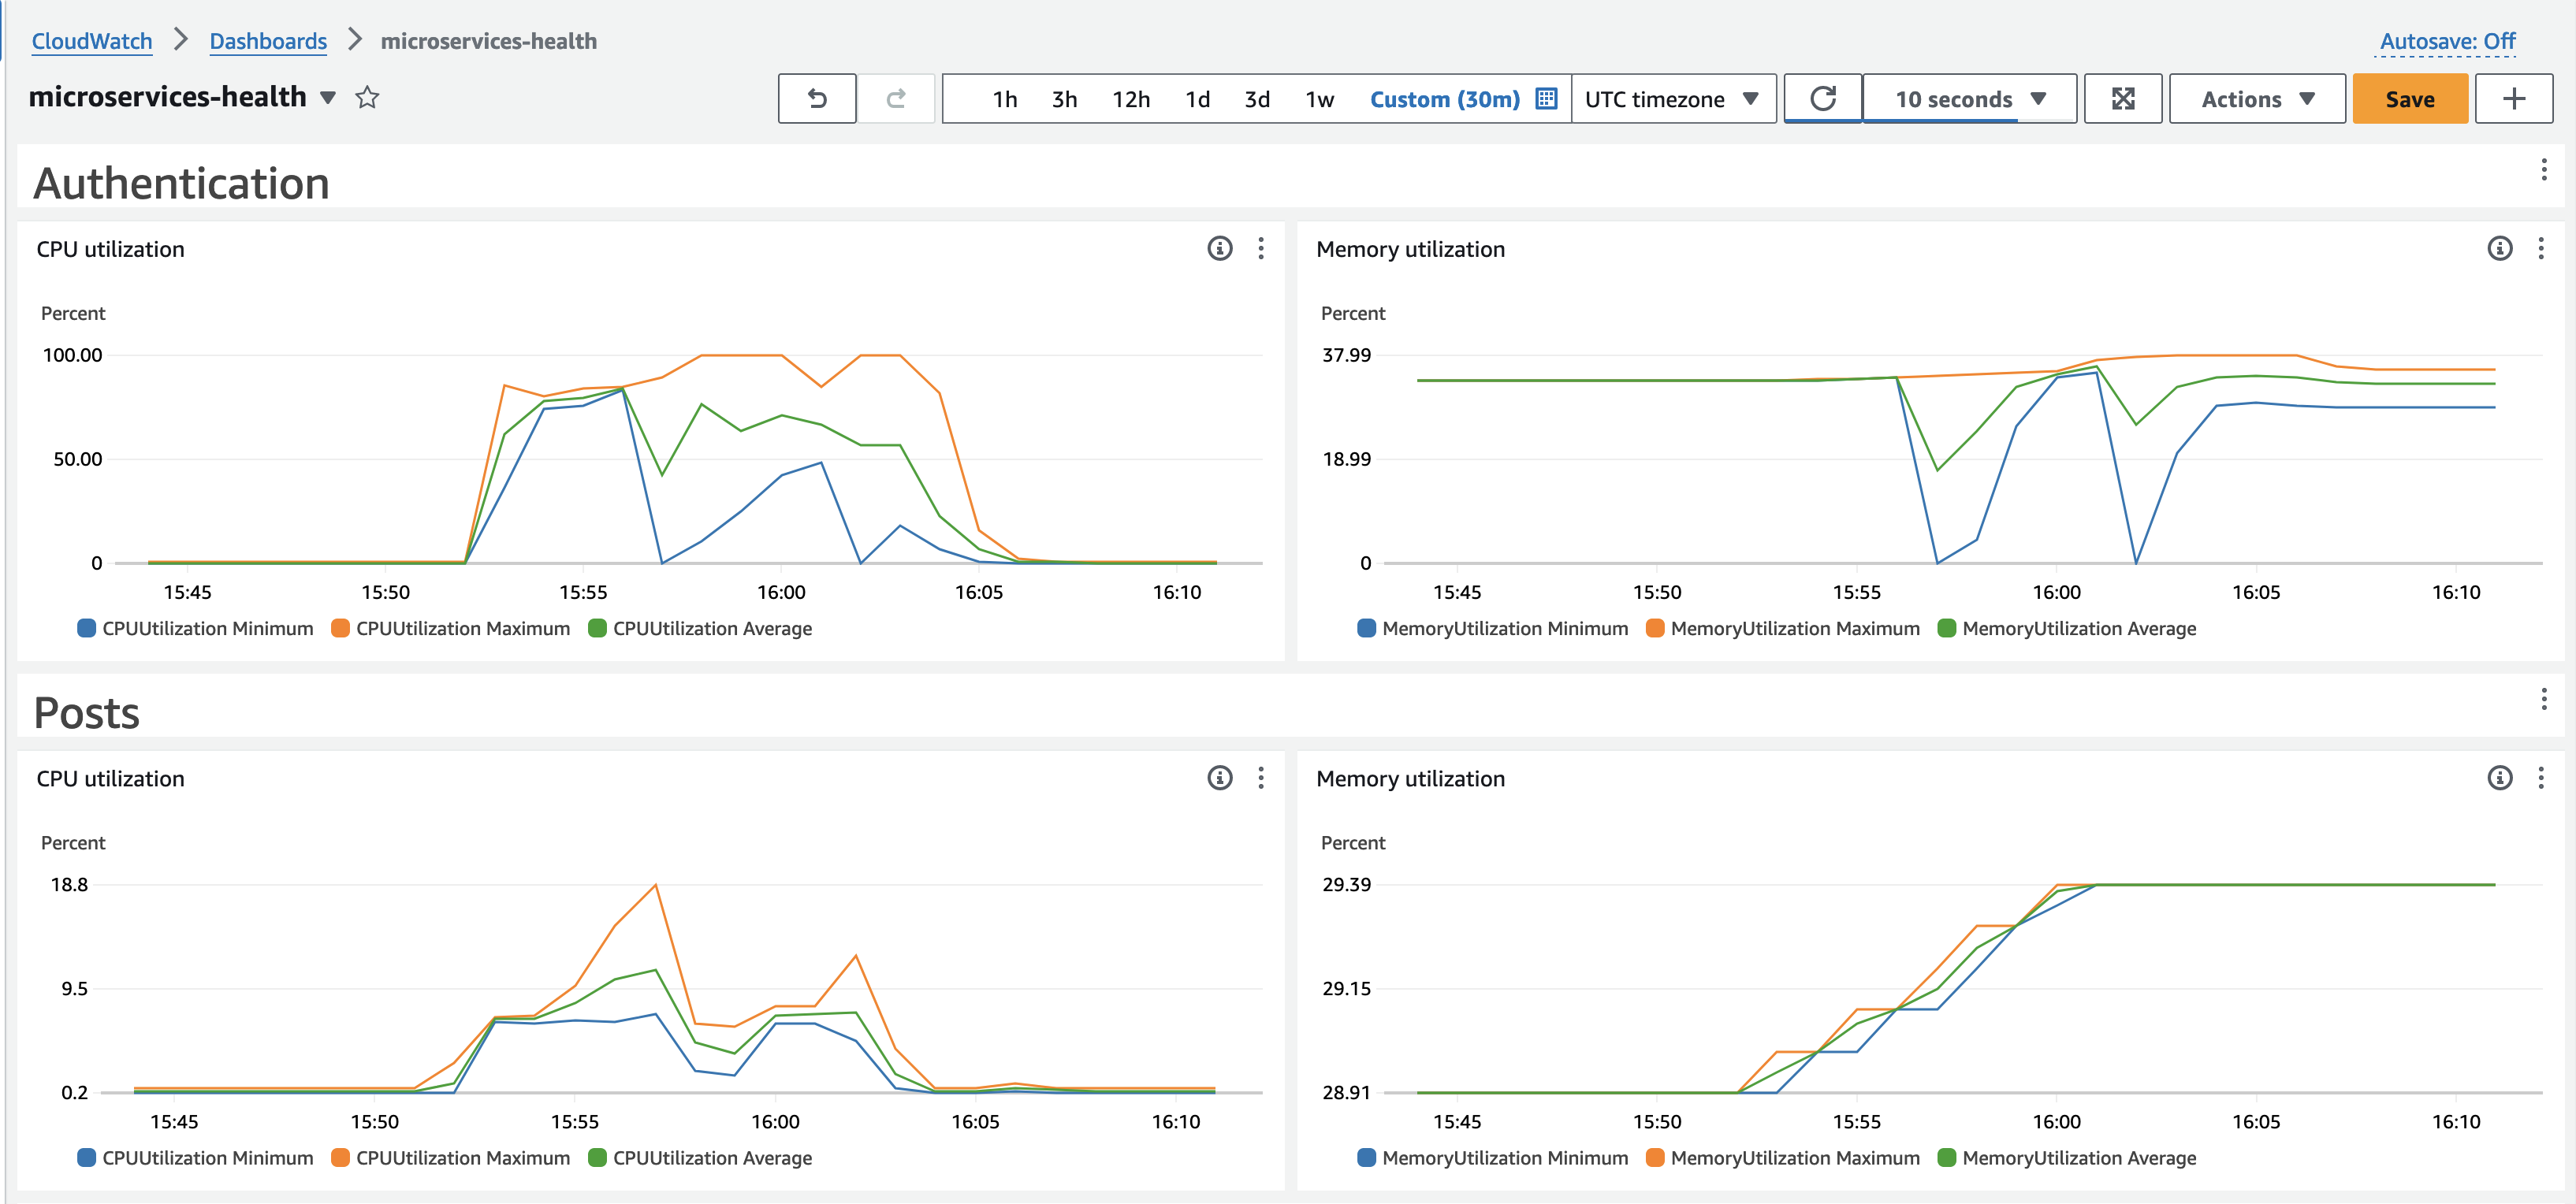 CloudWatch > Dashboards > microservices-health
Autosave: Off
microservices-health
1h 3h 12h 1d 3d 1w Custom (30m) UTC timezone 10 seconds Actions Save
Authentication
CPU utilization
Percent
100.00
50.00
0
15:45 15:50 15:55 16:00 16:05 16:10
CPUUtilization Minimum CPUUtilization Maximum CPUUtilization Average
Memory utilization
Percent
37.99
18.99
0
15:45 15:50 15:55 16:00 16:05 16:10
MemoryUtilization Minimum MemoryUtilization Maximum MemoryUtilization Average
Posts
CPU utilization
Percent
18.8
9.5
0.2
15:45 15:50 15:55 16:00 16:05 16:10
CPUUtilization Minimum CPUUtilization Maximum CPUUtilization Average
Memory utilization
Percent
29.39
29.15
28.91
15:45 15:50 15:55 16:00 16:05 16:10
MemoryUtilization Minimum MemoryUtilization Maximum MemoryUtilization Average